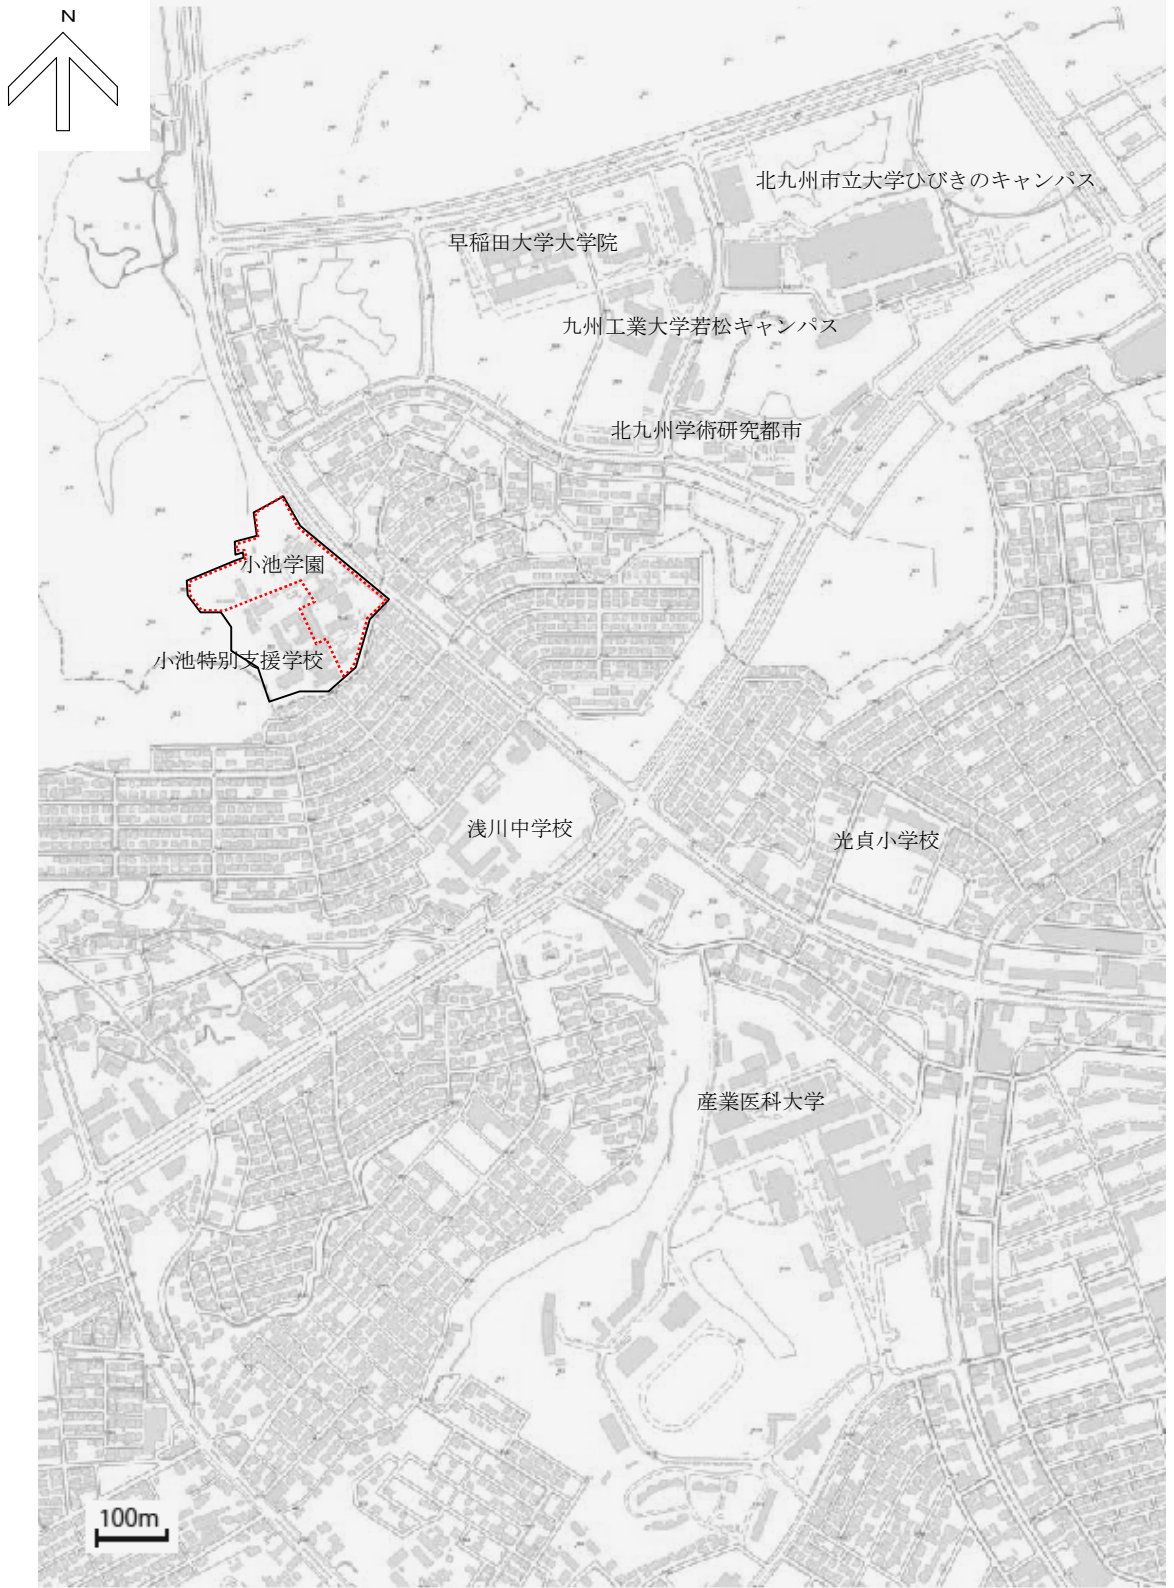 N
北九州市立大学ひびきのキャンパス
早稲田大学大学院
九州工業大学若松キャンパス
北九州学術研究都市
小池学園
小池特別支援学校
浅川中学校
光貞小学校
産業医科大学
100m